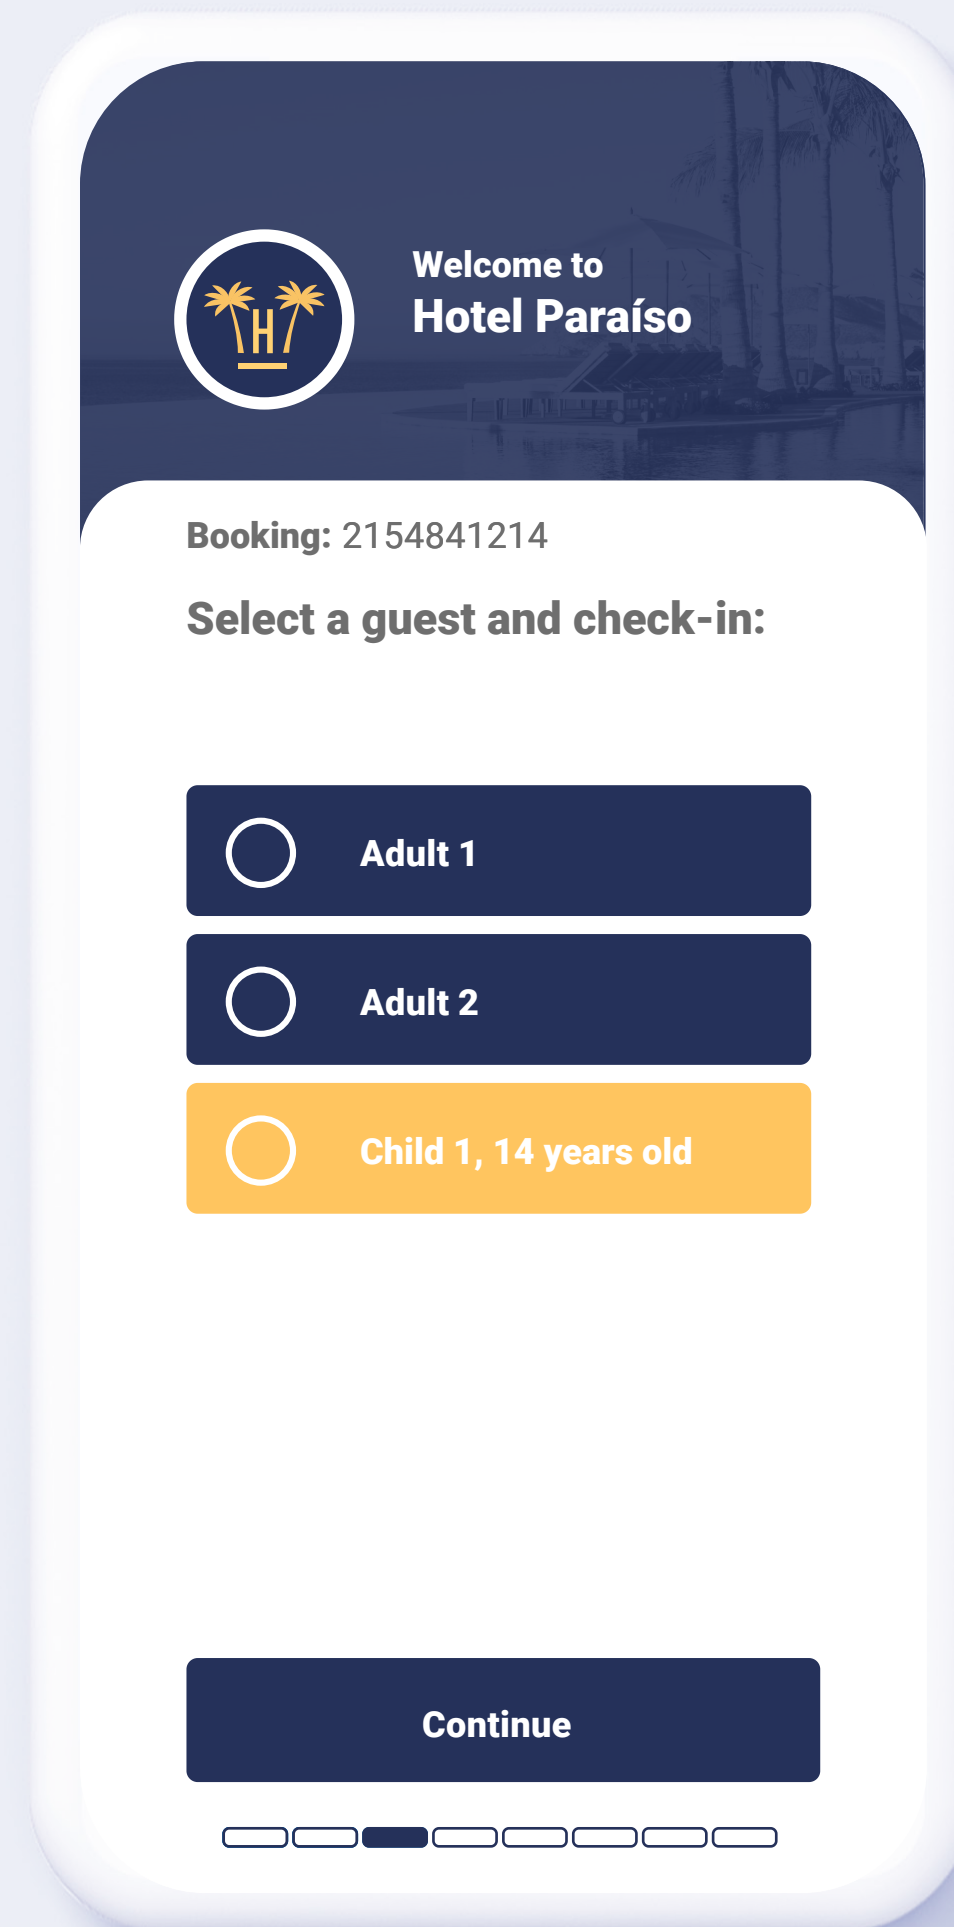 H
Welcome to
Hotel Paraíso
Booking: 2154841214
Select a guest and check-in:
Adult 1
Adult 2
Child 1, 14 years old
Continue